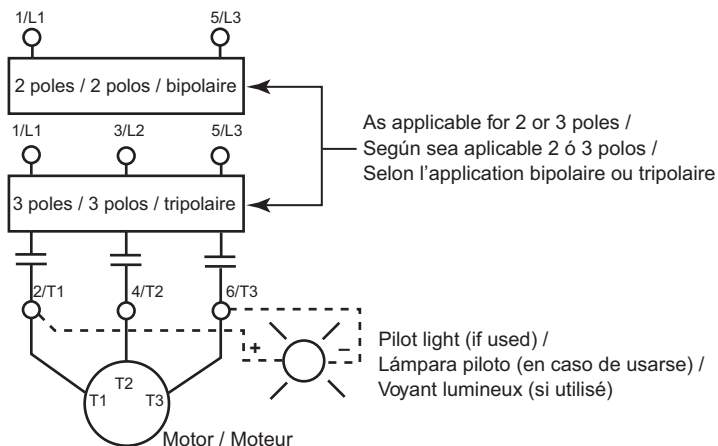 1/L1 5/L3
2 poles / 2 polos / bipolaire
1/L1 3/L2 5/L3
As applicable for 2 or 3 poles /
Según sea aplicable 2 ó 3 polos /
Selon l'application bipolaire ou tripolaire
3 poles / 3 polos / tripolaire
2/T1 4/T2 6/T3
+ –
Pilot light (if used) /
Lámpara piloto (en caso de usarse) /
Voyant lumineux (si utilisé)
T1 T2 T3
Motor / Moteur